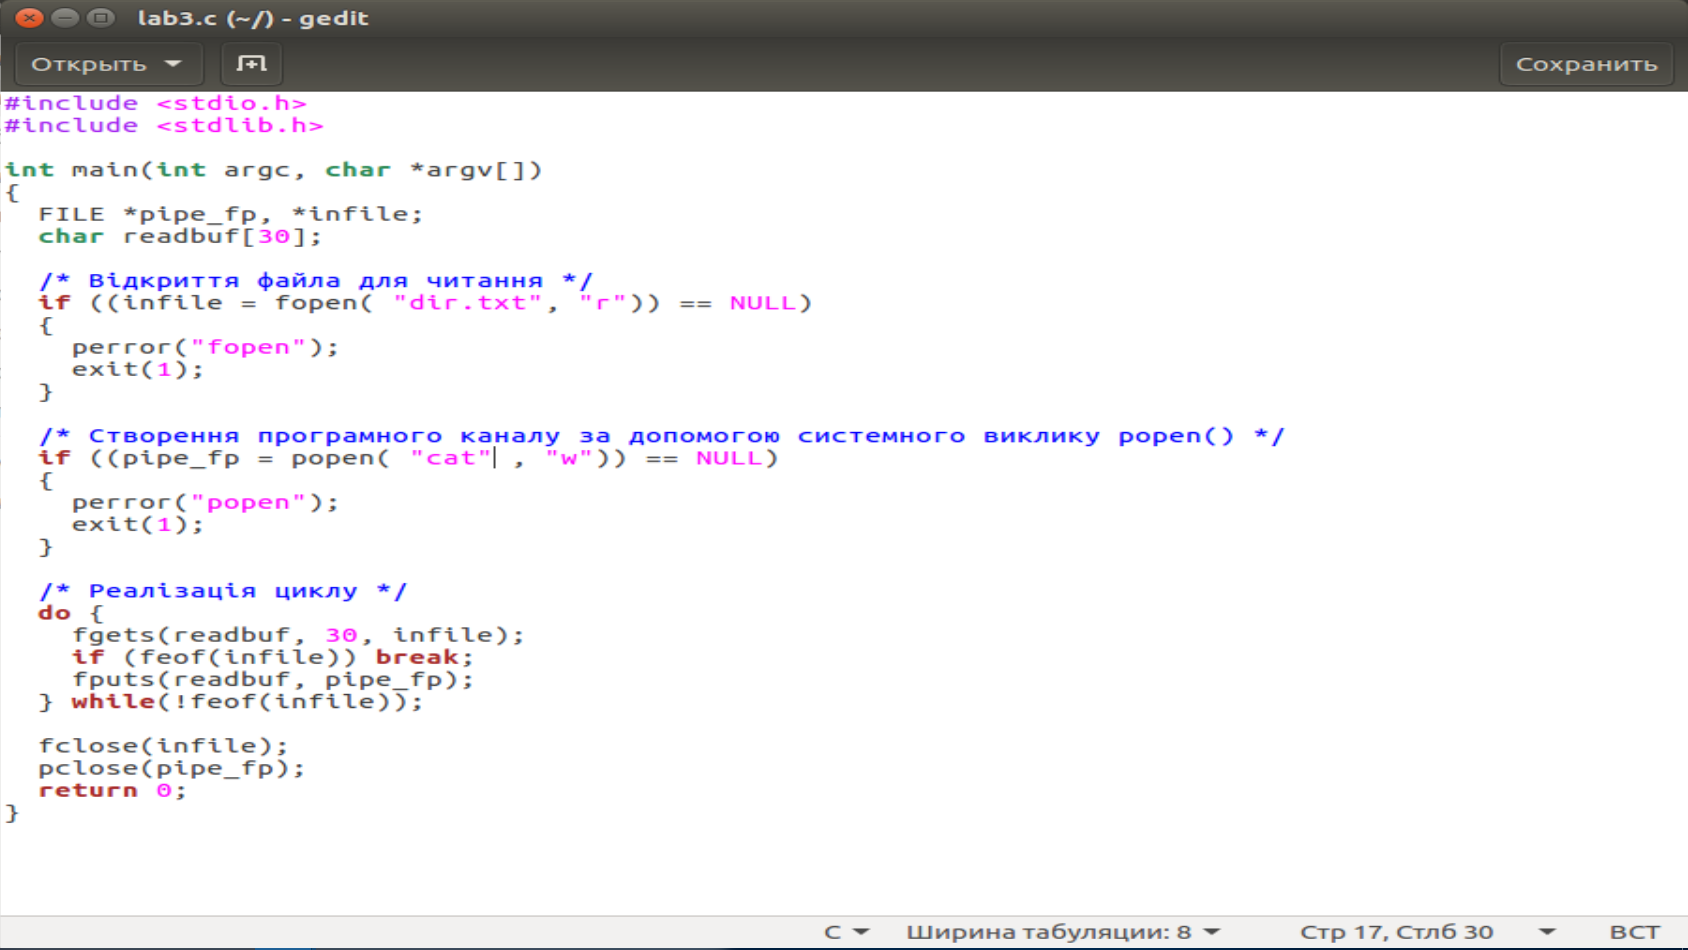 lab3.c (~/) - gedit
Открыть
Сохранить
#include <stdio.h>
#include <stdlib.h>
int main(int argc, char *argv[])
{
FILE *pipe_fp, *infile;
char readbuf[30];
/* Відкриття файла для читання */
if ((infile = fopen( "dir.txt", "r")) == NULL)
{
perror("fopen");
exit(1);
}
/* Створення програмного каналу за допомогою системного виклику popen() */
if ((pipe_fp = popen( "cat" , "w")) == NULL)
{
perror("popen");
exit(1);
}
/* Реалізація циклу */
do {
fgets(readbuf, 30, infile);
if (feof(infile)) break;
fputs(readbuf, pipe_fp);
} while(!feof(infile));
fclose(infile);
pclose(pipe_fp);
return 0;
}
C
Ширина табуляции: 8
Стр 17, Стлб 30
ВСТ